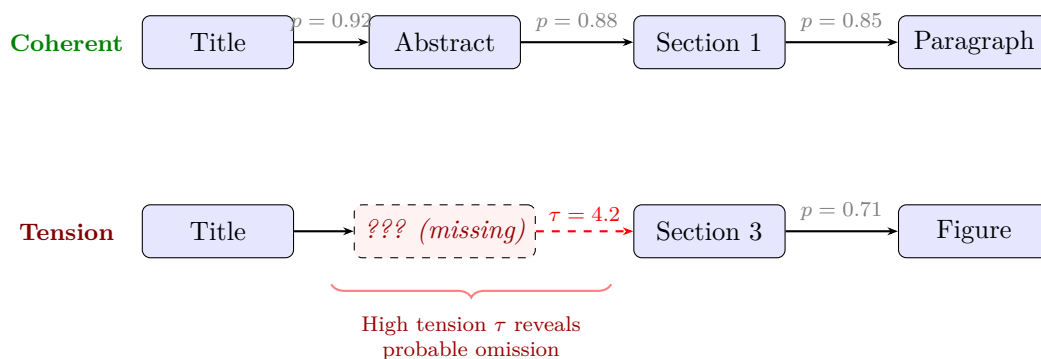 p = 0.92 p = 0.88 p = 0.85
Coherent Title Abstract Section 1 Paragraph
τ = 4.2 p = 0.71
Tension Title ??? (missing) Section 3 Figure
High tension τ reveals
probable omission